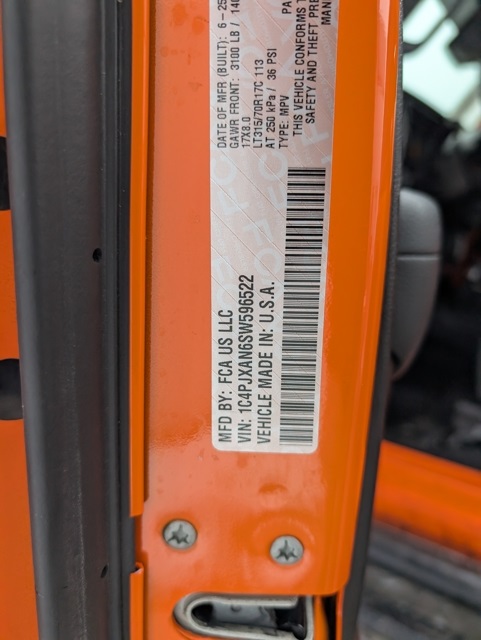 MFD BY: FCA US LLC
DATE OF MFR (BUILT): 6-25
GAWR FRONT: 3100 LB /
17X8.0
LT315/70R17C 113
AT 250 kPa / 36 PSI
TYPE: MPV
THIS VEHICLE CONFORMS
SAFETY AND THEFT
VIN: 1C4PJXAN6SW596522
VEHICLE MADE IN: U.S.A.